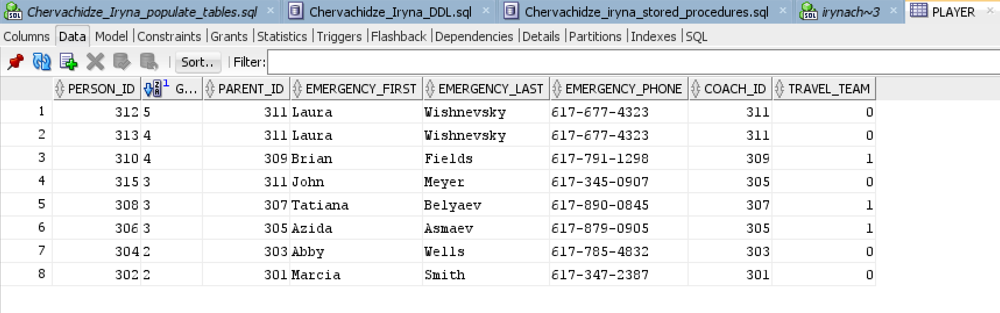 Chervachidze_Iryna_populate_tables.sql Chervachidze_Iryna_DDL.sql Chervachidze_iryna_stored_procedures.sql irynach~3 PLAYER
Columns Data Model Constraints Grants Statistics Triggers Flashback Dependencies Details Partitions Indexes SQL
Sort.. Filter:
PERSON_ID 1 G... PARENT_ID EMERGENCY_FIRST EMERGENCY_LAST EMERGENCY_PHONE COACH_ID TRAVEL_TEAM
1 312 5 311 Laura Wishnevsky 617-677-4323 311 0
2 313 4 311 Laura Wishnevsky 617-677-4323 311 0
3 310 4 309 Brian Fields 617-791-1298 309 1
4 315 3 311 John Meyer 617-345-0907 305 0
5 308 3 307 Tatiana Belyaev 617-890-0845 307 1
6 306 3 305 Azida Asmaev 617-879-0905 305 1
7 304 2 303 Abby Wells 617-785-4832 303 0
8 302 2 301 Marcia Smith 617-347-2387 301 0